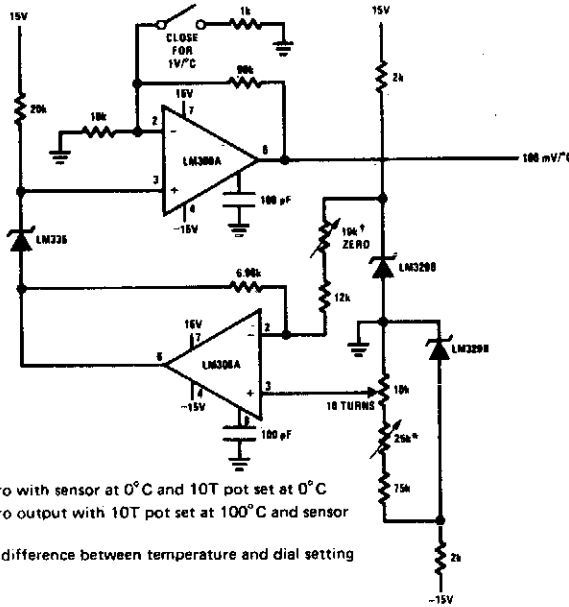 15V
1k
15V
CLOSE
FOR
1V/°C
2k
20k
90k
15V
10k
2
7
6
LM308A
100 mV/°C
3
4
100 pF
-15V
10k†
ZERO
LM335
LM329B
6.98k
12k
15V
7
2
6
LM308A
LM329B
4
3
-15V
8
10k
10 TURNS
100 pF
25k*
75k
ro with sensor at 0°C and 10T pot set at 0°C
ro output with 10T pot set at 100°C and sensor
difference between temperature and dial setting
2k
-15V